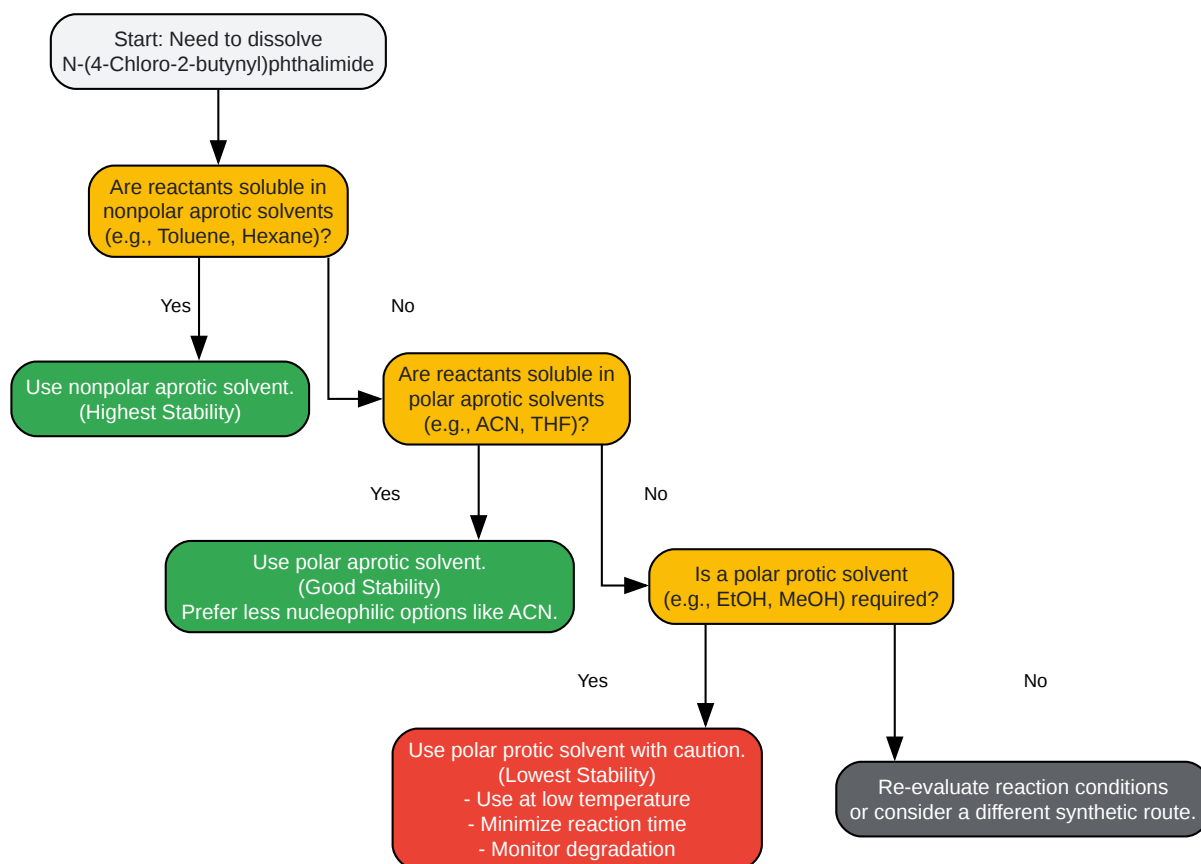 Start: Need to dissolve
N-(4-Chloro-2-butynyl)phthalimide
Are reactants soluble in
nonpolar aprotic solvents
(e.g., Toluene, Hexane)?
Yes
No
Use nonpolar aprotic solvent.
(Highest Stability)
Are reactants soluble in
polar aprotic solvents
(e.g., ACN, THF)?
Yes
No
Use polar aprotic solvent.
(Good Stability)
Prefer less nucleophilic options like ACN.
Is a polar protic solvent
(e.g., EtOH, MeOH) required?
Yes
No
Use polar protic solvent with caution.
(Lowest Stability)
- Use at low temperature
- Minimize reaction time
- Monitor degradation
Re-evaluate reaction conditions
or consider a different synthetic route.